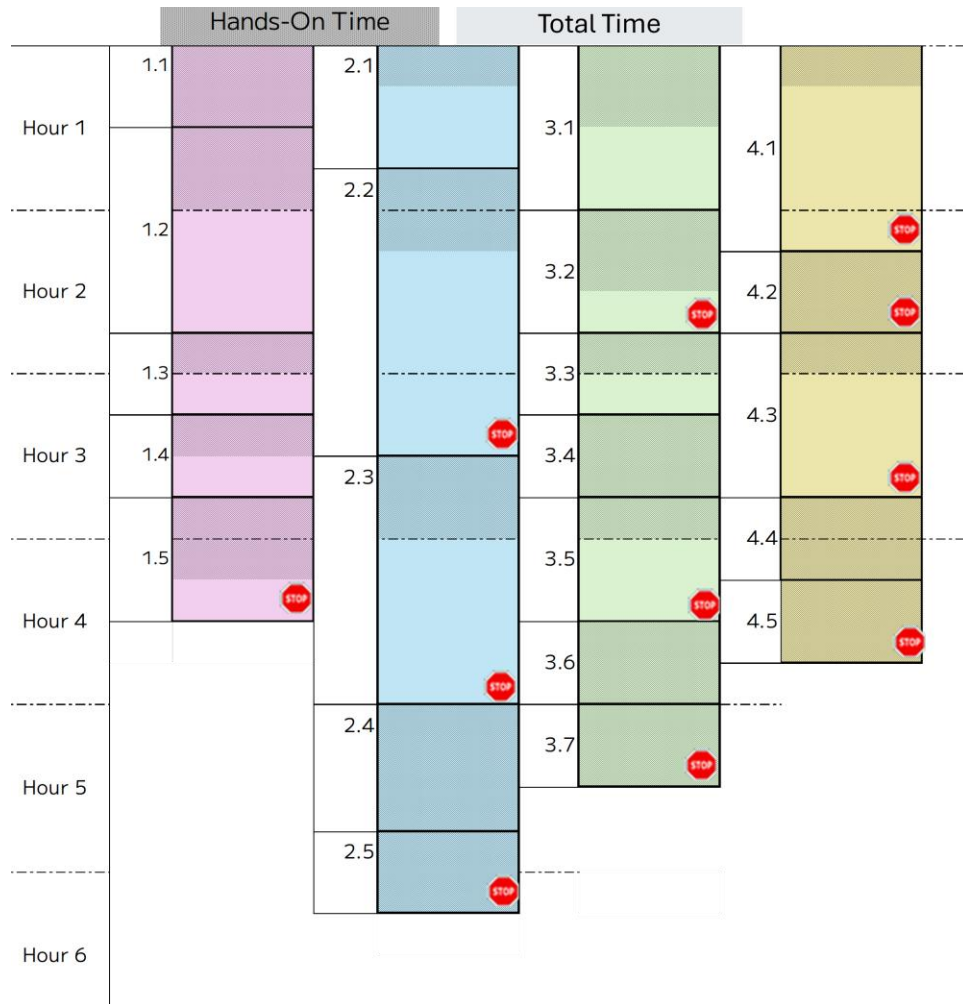 Hands-On Time
Total Time
Hour 1
Hour 2
Hour 3
Hour 4
Hour 5
Hour 6
1.1
1.2
1.3
1.4
1.5
STOP
2.1
2.2
STOP
2.3
STOP
2.4
2.5
STOP
3.1
3.2
STOP
3.3
3.4
3.5
STOP
3.6
3.7
STOP
4.1
STOP
4.2
STOP
4.3
STOP
4.4
4.5
STOP